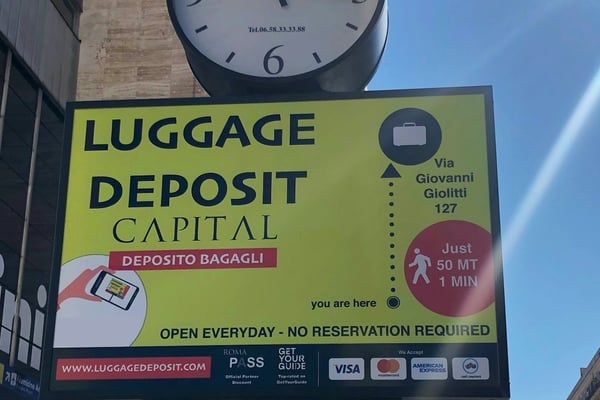 Tel.06.58.33.33.88
6
LUGGAGE
DEPOSIT
CAPITAL
DEPOSITO BAGAGLI
Via
Giovanni
Giolitti
127
Just
50 MT
1 MIN
you are here
OPEN EVERYDAY - NO RESERVATION REQUIRED
WWW.LUGGAGEDEPOSIT.COM
ROMA
PASS
Official Partner
Discount
GET
YOUR
GUIDE
Top-rated on
GetYourGuide
We Accept
VISA
mastercard
AMERICAN EXPRESS